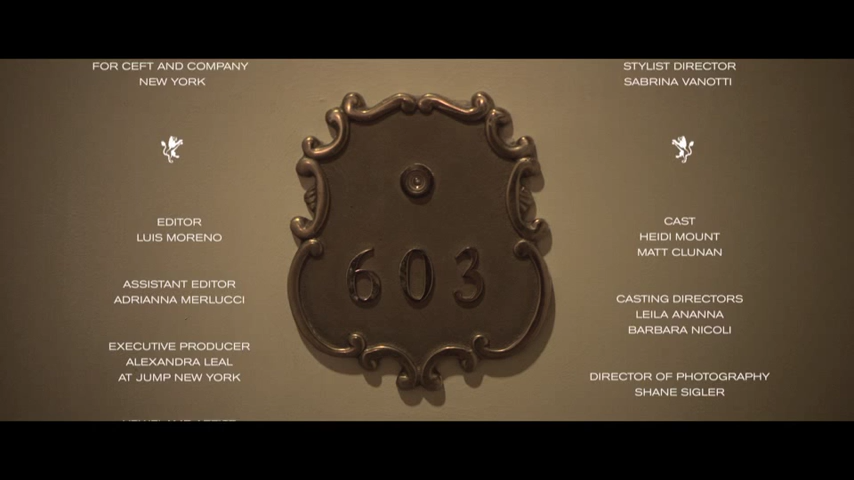 FOR CEFT AND COMPANY
NEW YORK
EDITOR
LUIS MORENO
ASSISTANT EDITOR
ADRIANNA MERLUCCI
EXECUTIVE PRODUCER
ALEXANDRA LEAL
AT JUMP NEW YORK
603
STYLIST DIRECTOR
SABRINA VANOTTI
CAST
HEIDI MOUNT
MATT CLUNAN
CASTING DIRECTORS
LEILA ANANNA
BARBARA NICOLI
DIRECTOR OF PHOTOGRAPHY
SHANE SIGLER